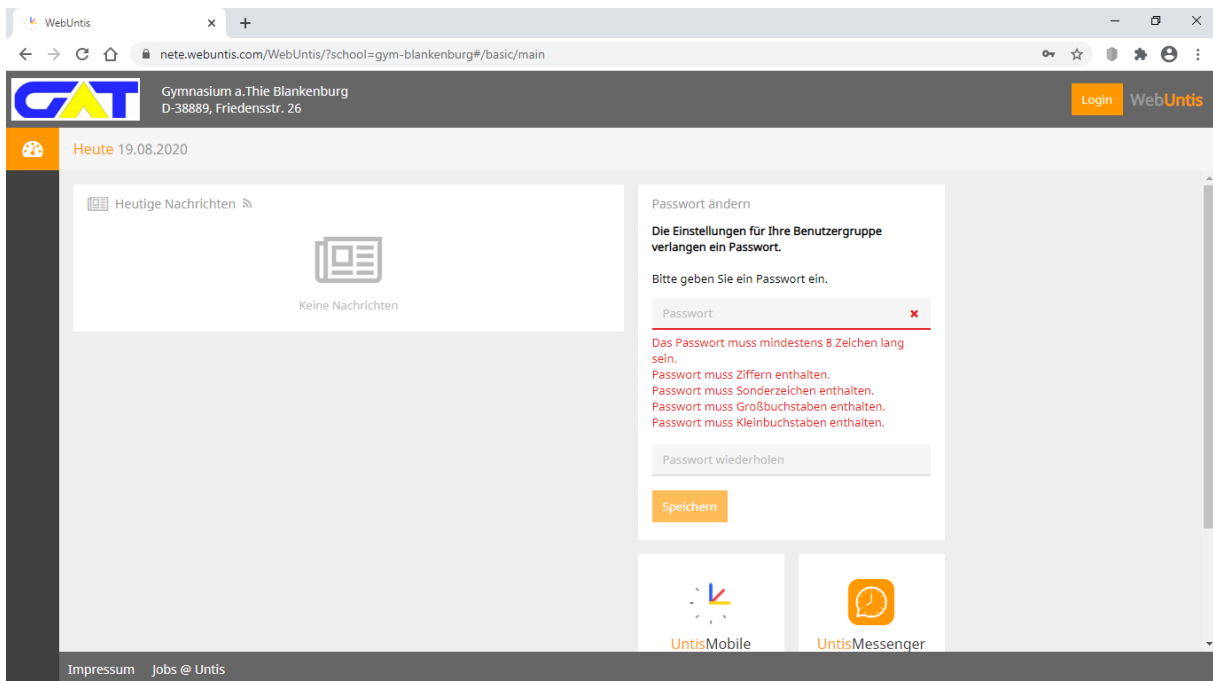 WebUntis
nete.webuntis.com/WebUntis/?school=gym-blankenburg#/basic/main
GAT
Gymnasium a.Thie Blankenburg
D-38889, Friedensstr. 26
Login
WebUntis
Heute 19.08.2020
Heutige Nachrichten
Keine Nachrichten
Passwort ändern
Die Einstellungen für Ihre Benutzergruppe
verlangen ein Passwort.
Bitte geben Sie ein Passwort ein.
Passwort
Das Passwort muss mindestens 8 Zeichen lang
sein.
Passwort muss Ziffern enthalten.
Passwort muss Sonderzeichen enthalten.
Passwort muss Großbuchstaben enthalten.
Passwort muss Kleinbuchstaben enthalten.
Passwort wiederholen
Speichern
UntisMobile
UntisMessenger
Impressum
Jobs @ Untis